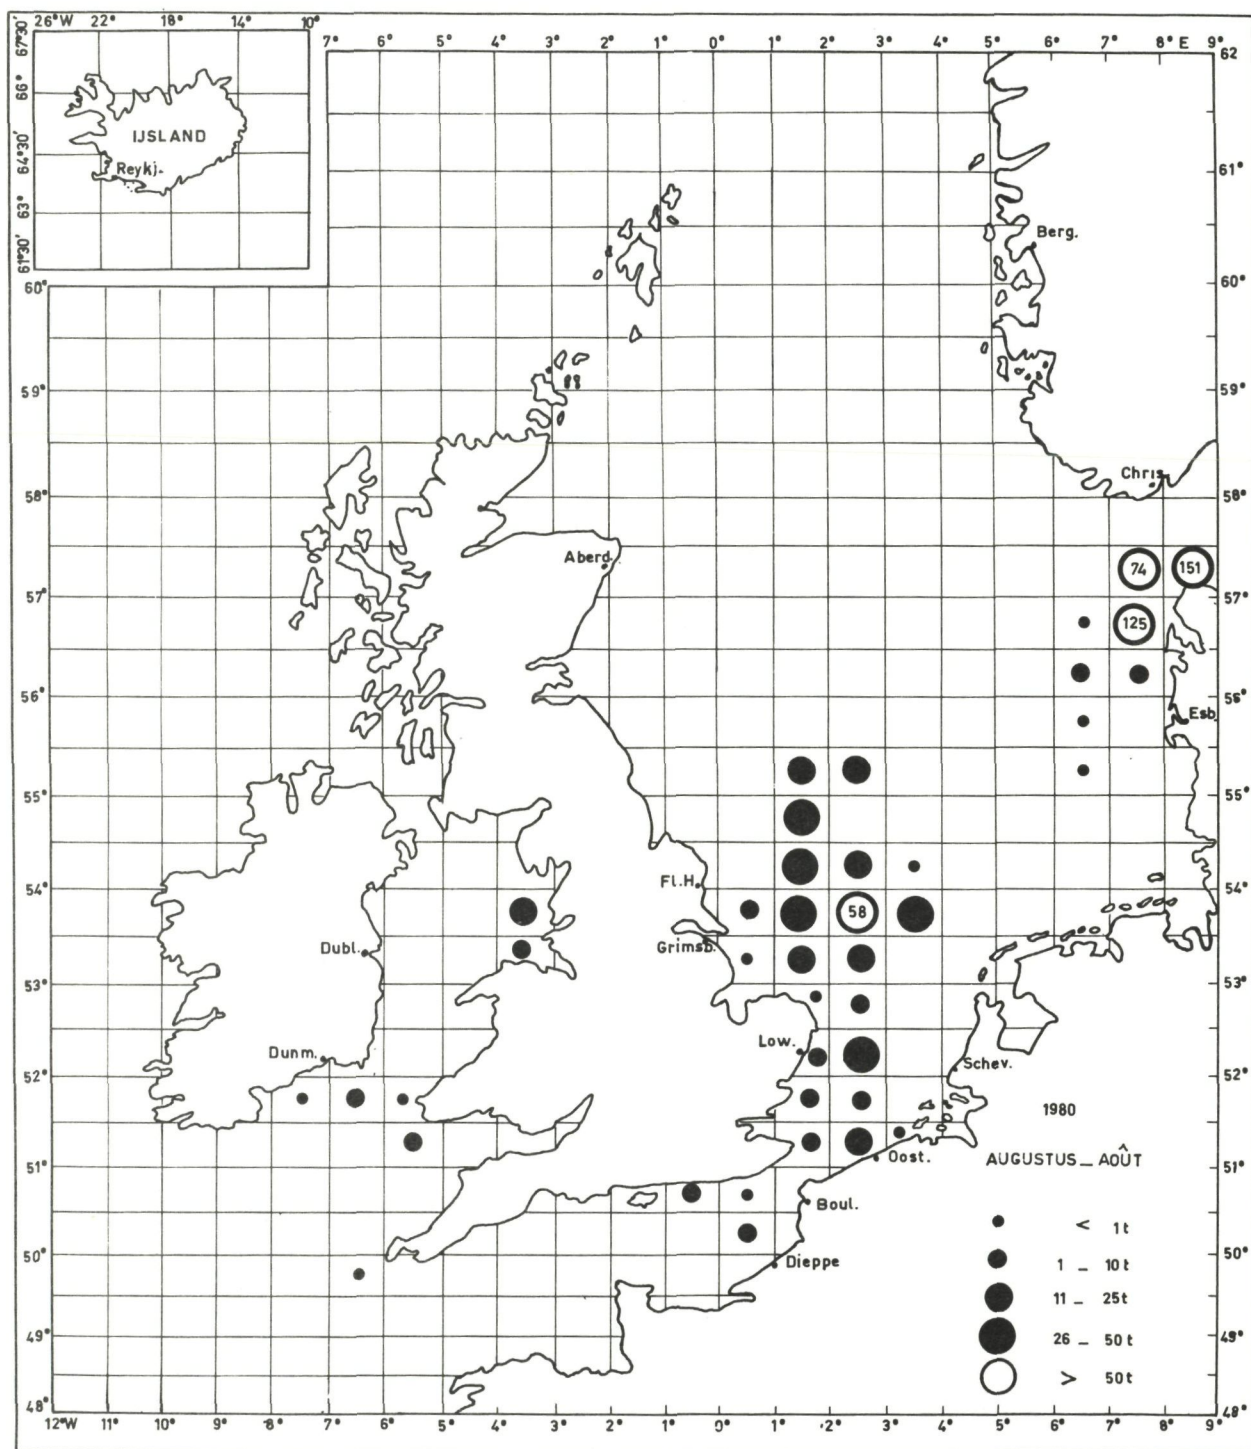 26°W 22° 18° 14° 10°
7° 6° 5° 4° 3° 2° 1° 0° 1° 2° 3° 4° 5° 6° 7° 8° E 9°
67°30'
66°
64°30'
63°
61°30'
IJSLAND
Reykj.
62
61°
61°
Berg.
60°
60°
59°
59°
Chris
58°
58°
Aberd.
74
151
57°
57°
125
56°
56°
Esb
55°
55°
Fl.H.
54°
54°
58
Dubl.
Grimsb.
53°
53°
Dunm.
Low.
Schev.
52°
52°
1980
Oost.
AUGUSTUS _ AOÛT
51°
51°
Boul.
< 1t
50°
50°
Dieppe
1 _ 10t
11 _ 25t
49°
49°
26 _ 50t
> 50t
48°
48°
12°W 11° 10° 9° 8° 7° 6° 5° 4° 3° 2° 1° 0° 1° 2° 3° 4° 5° 6° 7° 8° 9°